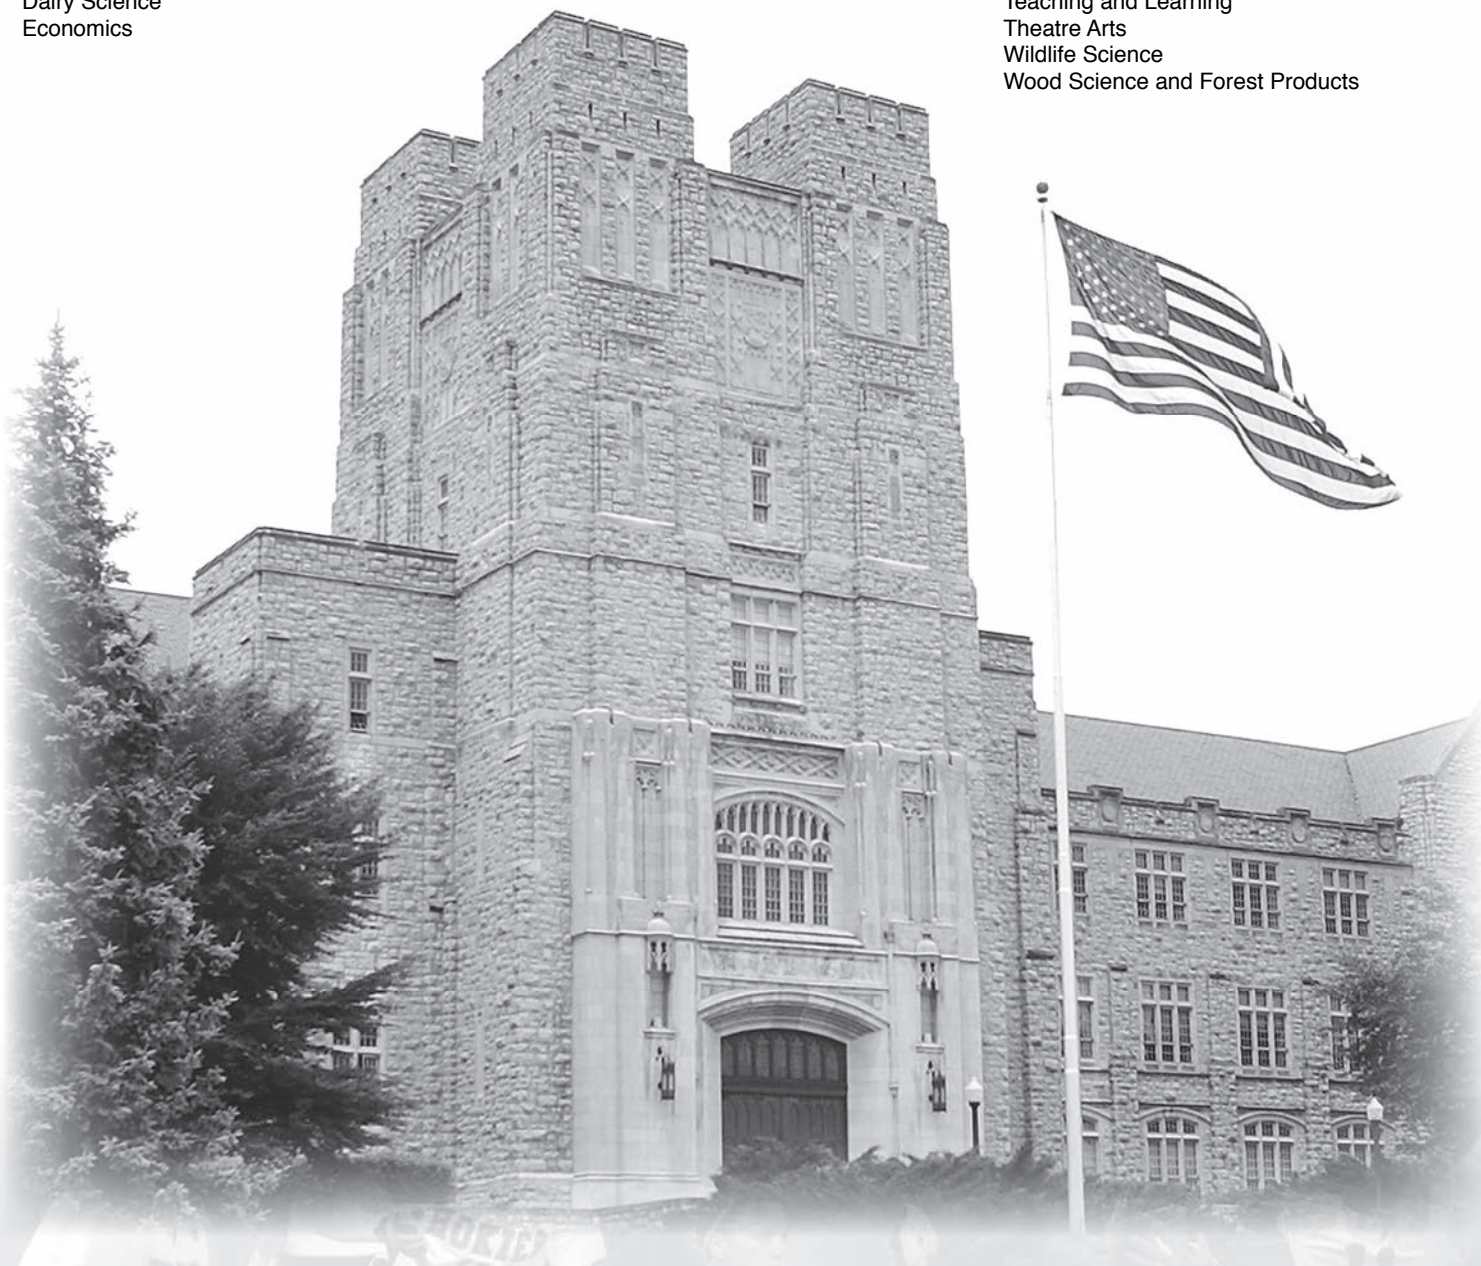 Dairy Science
Economics
Teaching and Learning
Theatre Arts
Wildlife Science
Wood Science and Forest Products